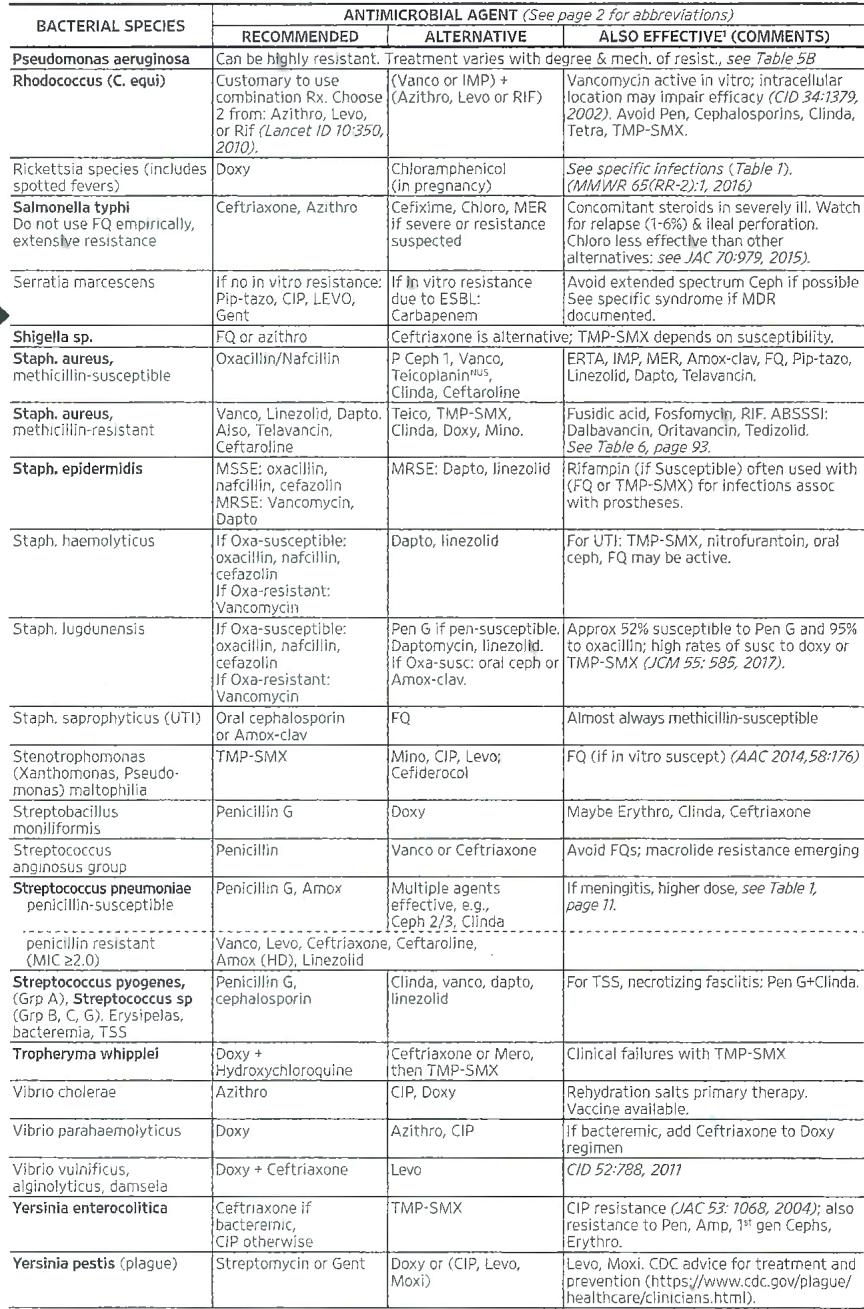 BACTERIAL SPECIES
ANTIMICROBIAL AGENT (See page 2 for abbreviations)
RECOMMENDED
ALTERNATIVE
ALSO EFFECTIVE¹ (COMMENTS)
Pseudomonas aeruginosa
Can be highly resistant. Treatment varies with degree & mech. of resist., see Table 5B
Rhodococcus (C. equi)
Customary to use
combination Rx. Choose
2 from: Azithro, Levo,
or Rif (Lancet ID 10:350,
2010).
(Vanco or IMP) +
(Azithro, Levo or RIF)
Vancomycin active in vitro; intracellular
location may impair efficacy (CID 34:1379,
2002). Avoid Pen, Cephalosporins, Clinda,
Tetra, TMP-SMX.
Rickettsia species (includes
spotted fevers)
Doxy
Chloramphenicol
(in pregnancy)
See specific infections (Table 1).
(MMWR 65(RR-2):1, 2016)
Salmonella typhi
Do not use FQ empirically,
extensive resistance
Ceftriaxone, Azithro
Cefixime, Chloro, MER
if severe or resistance
suspected
Concomitant steroids in severely ill. Watch
for relapse (1-6%) & ileal perforation.
Chloro less effective than other
alternatives: see JAC 70:979, 2015).
Serratia marcescens
If no in vitro resistance:
Pip-tazo, CIP, LEVO,
Gent
If in vitro resistance
due to ESBL:
Carbapenem
Avoid extended spectrum Ceph if possible
See specific syndrome if MDR
documented.
Shigella sp.
FQ or azithro
Ceftriaxone is alternative; TMP-SMX depends on susceptibility.
Staph. aureus,
methicillin-susceptible
Oxacillin/Nafcillin
P Ceph 1, Vanco,
Teicoplanin^NUS,
Clinda, Ceftaroline
ERTA, IMP, MER, Amox-clav, FQ, Pip-tazo,
Linezolid, Dapto, Telavancin.
Staph. aureus,
methicillin-resistant
Vanco, Linezolid, Dapto.
Also, Telavancin,
Ceftaroline
Teico, TMP-SMX,
Clinda, Doxy, Mino.
Fusidic acid, Fosfomycin, RIF. ABSSSI:
Dalbavancin, Oritavancin, Tedizolid.
See Table 6, page 93.
Staph. epidermidis
MSSE: oxacillin,
nafcillin, cefazolin
MRSE: Vancomycin,
Dapto
MRSE: Dapto, linezolid
Rifampin (if Susceptible) often used with
(FQ or TMP-SMX) for infections assoc
with prostheses.
Staph. haemolyticus
If Oxa-susceptible:
oxacillin, nafcillin,
cefazolin
If Oxa-resistant:
Vancomycin
Dapto, linezolid
For UTI: TMP-SMX, nitrofurantoin, oral
ceph, FQ may be active.
Staph. lugdunensis
If Oxa-susceptible:
oxacillin, nafcillin,
cefazolin
If Oxa-resistant:
Vancomycin
Pen G if pen-susceptible.
Daptomycin, linezolid.
If Oxa-susc: oral ceph or
Amox-clav.
Approx 52% susceptible to Pen G and 95%
to oxacillin; high rates of susc to doxy or
TMP-SMX (JCM 55: 585, 2017).
Staph. saprophyticus (UTI)
Oral cephalosporin
or Amox-clav
FQ
Almost always methicillin-susceptible
Stenotrophomonas
(Xanthomonas, Pseudo-
monas) maltophilia
TMP-SMX
Mino, CIP, Levo;
Cefiderocol
FQ (if in vitro suscept) (AAC 2014,58:176)
Streptobacillus
moniliformis
Penicillin G
Doxy
Maybe Erythro, Clinda, Ceftriaxone
Streptococcus
anginosus group
Penicillin
Vanco or Ceftriaxone
Avoid FQs; macrolide resistance emerging
Streptococcus pneumoniae
penicillin-susceptible
Penicillin G, Amox
Multiple agents
effective, e.g.,
Ceph 2/3, Clinda
If meningitis, higher dose, see Table 1,
page 11.
penicillin resistant
(MIC ≥2.0)
Vanco, Levo, Ceftriaxone, Ceftaroline,
Amox (HD), Linezolid
Streptococcus pyogenes,
(Grp A), Streptococcus sp
(Grp B, C, G). Erysipelas,
bacteremia, TSS
Penicillin G,
cephalosporin
Clinda, vanco, dapto,
linezolid
For TSS, necrotizing fasciitis: Pen G+Clinda.
Tropheryma whipplei
Doxy +
Hydroxychloroquine
Ceftriaxone or Mero,
then TMP-SMX
Clinical failures with TMP-SMX
Vibrio cholerae
Azithro
CIP, Doxy
Rehydration salts primary therapy.
Vaccine available.
Vibrio parahaemolyticus
Doxy
Azithro, CIP
If bacteremic, add Ceftriaxone to Doxy
regimen
Vibrio vulnificus,
alginolyticus, damsela
Doxy + Ceftriaxone
Levo
CID 52:788, 2011
Yersinia enterocolitica
Ceftriaxone if
bacteremic,
CIP otherwise
TMP-SMX
CIP resistance (JAC 53: 1068, 2004); also
resistance to Pen, Amp, 1st gen Cephs,
Erythro.
Yersinia pestis (plague)
Streptomycin or Gent
Doxy or (CIP, Levo,
Moxi)
Levo, Moxi. CDC advice for treatment and
prevention (https://www.cdc.gov/plague/
healthcare/clinicians.html).